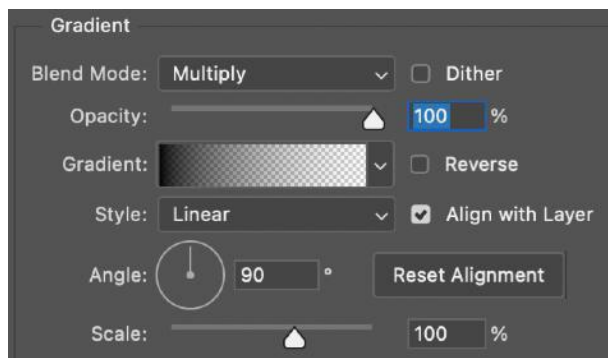 Gradient
Blend Mode: Multiply Dither
Opacity: 100 %
Gradient: Reverse
Style: Linear Align with Layer
Angle: 90 ° Reset Alignment
Scale: 100 %